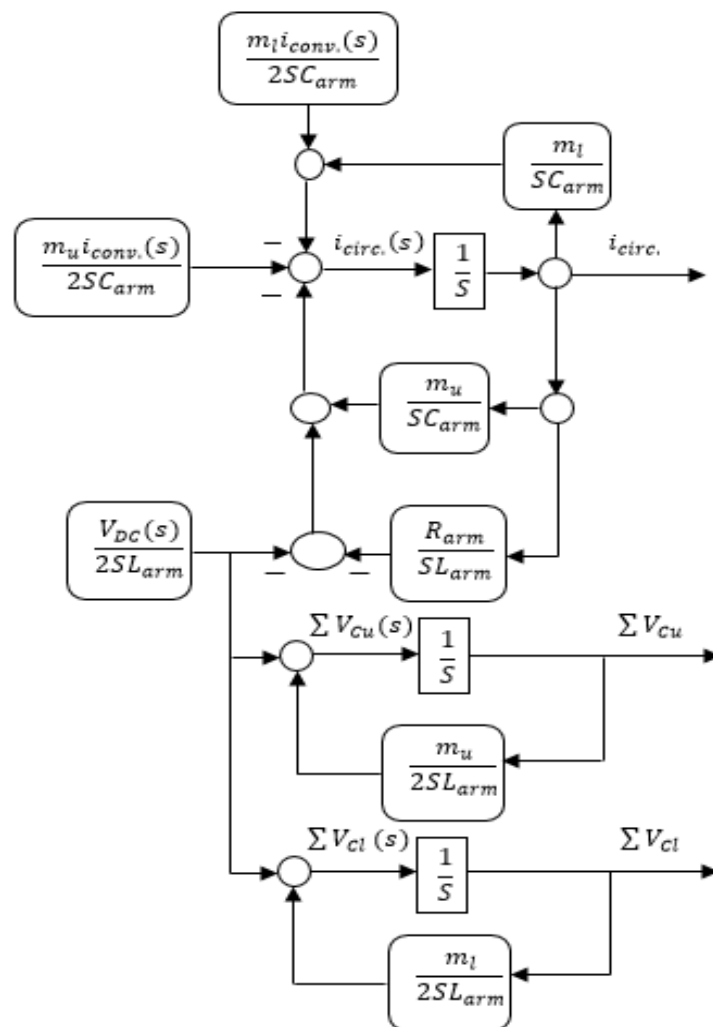 m_l i_conv.(s)
2SC_arm
m_l
SC_arm
m_u i_conv.(s)
2SC_arm
−
−
i_circ.(s)
1
S
i_circ.
m_u
SC_arm
V_DC(s)
2SL_arm
−
−
R_arm
SL_arm
∑V_Cu(s)
1
S
∑V_Cu
m_u
2SL_arm
∑V_Cl(s)
1
S
∑V_Cl
m_l
2SL_arm